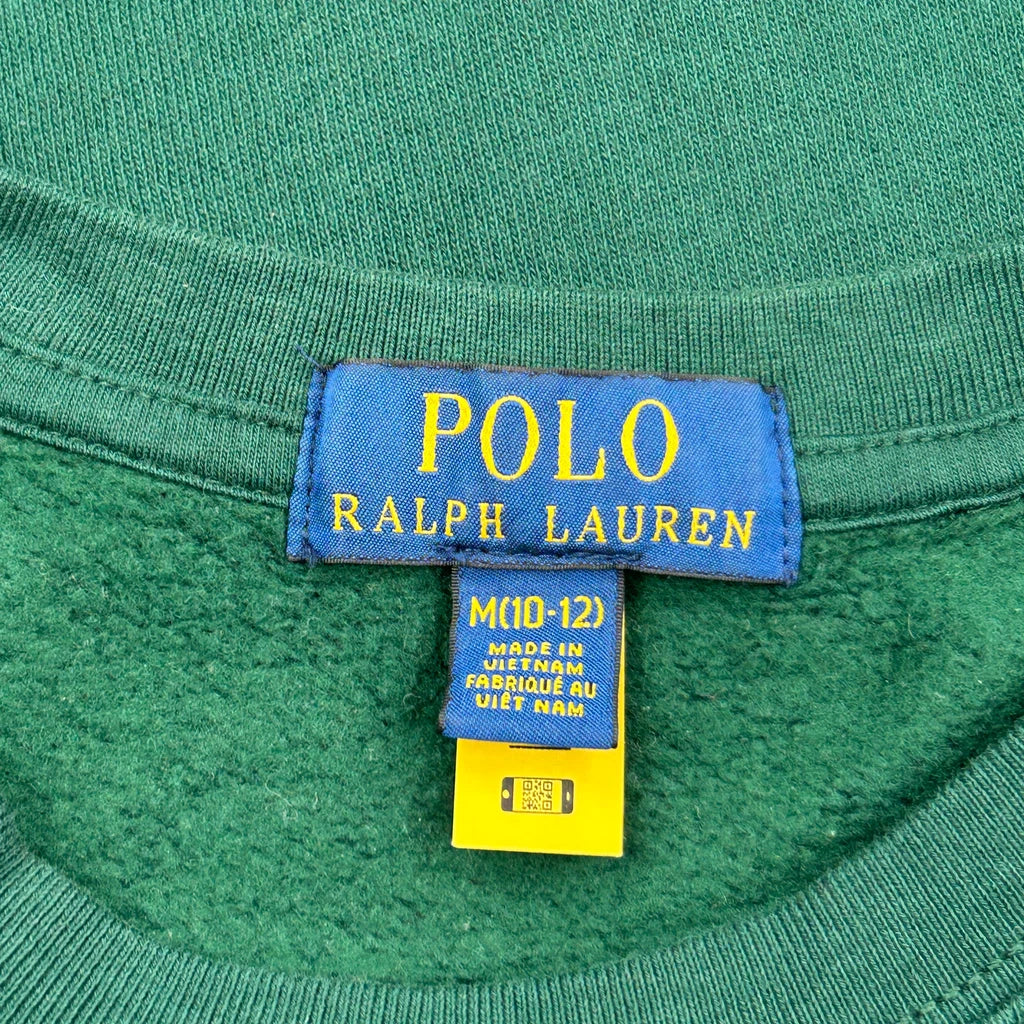 POLO
RALPH LAUREN
M(10-12)
MADE IN
VIETNAM
FABRIQUÉ AU
VIÊT NAM